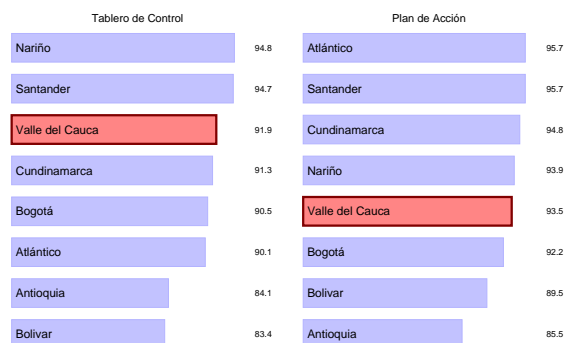 Tablero de Control
Nariño 94.8
Santander 94.7
Valle del Cauca 91.9
Cundinamarca 91.3
Bogotá 90.5
Atlántico 90.1
Antioquia 84.1
Bolivar 83.4
Plan de Acción
Atlántico 95.7
Santander 95.7
Cundinamarca 94.8
Nariño 93.9
Valle del Cauca 93.5
Bogotá 92.2
Bolivar 89.5
Antioquia 85.5